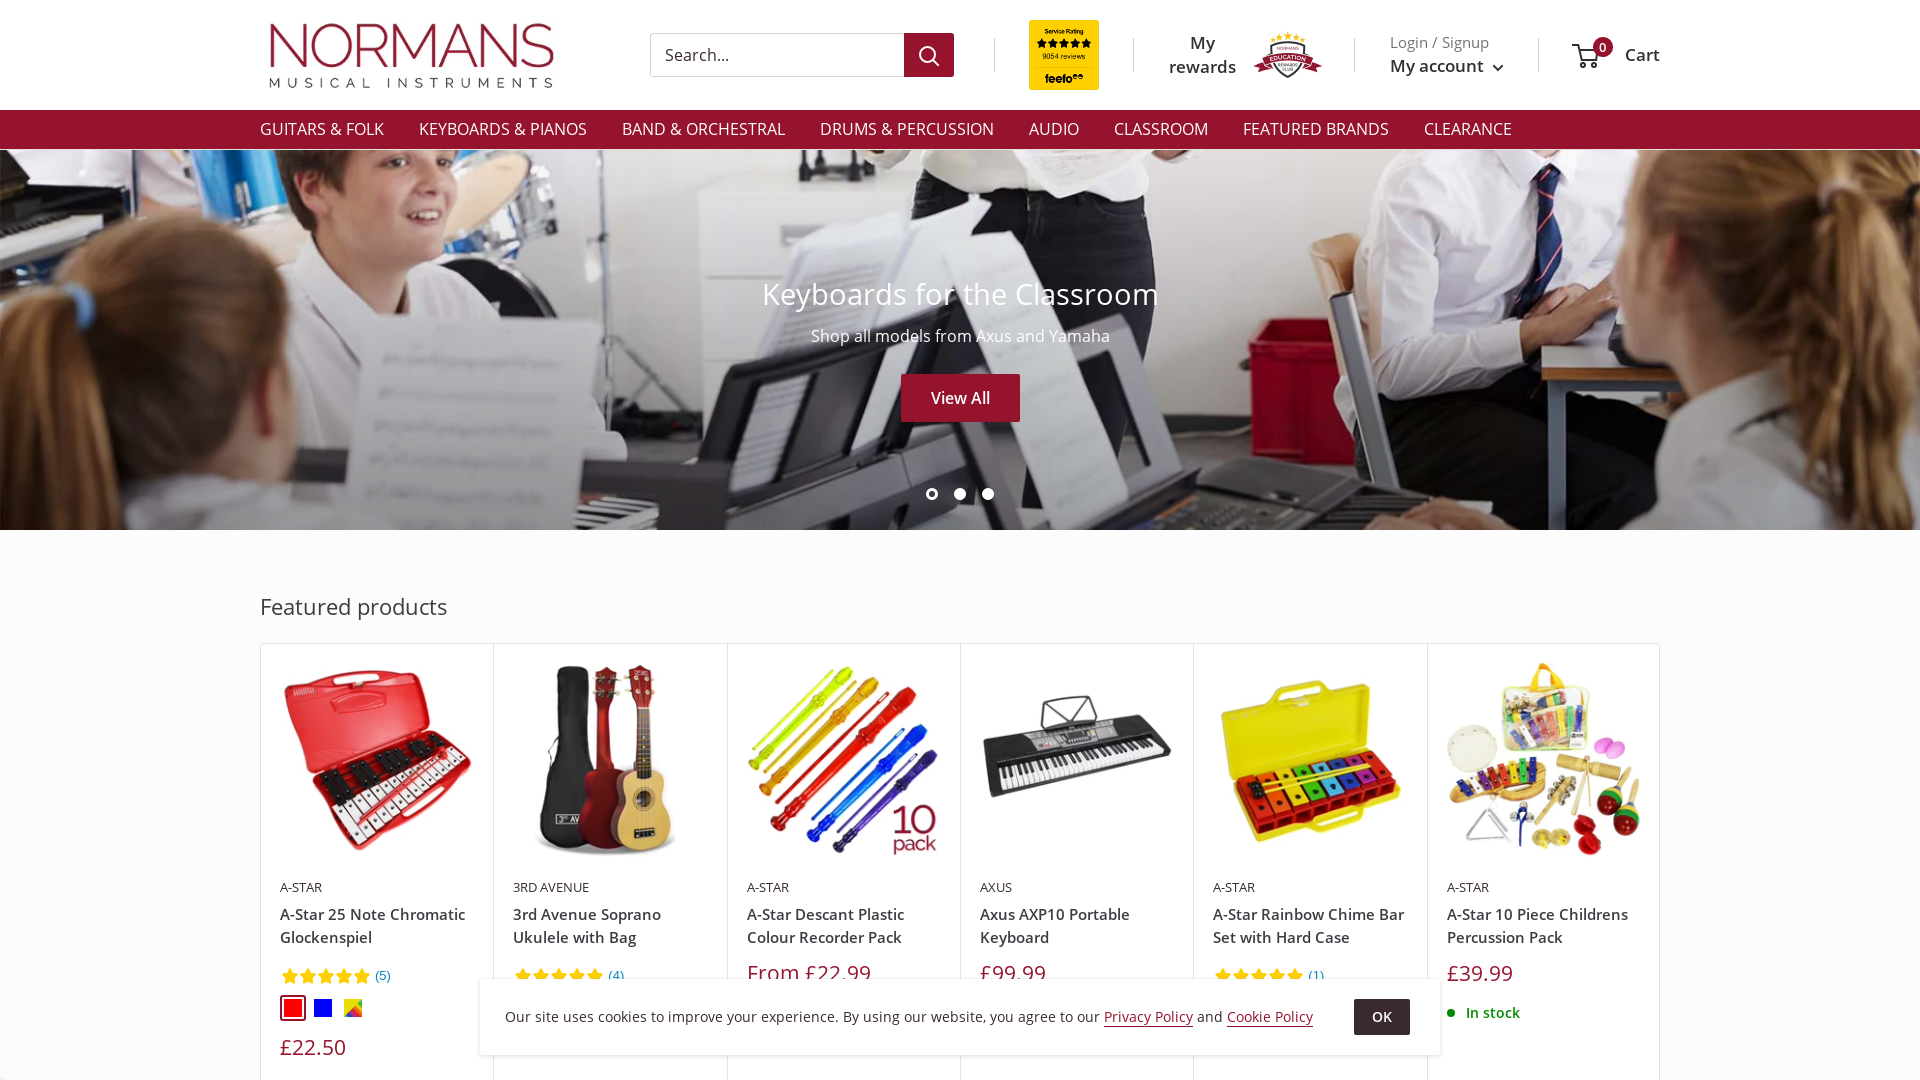 NORMANS
MUSICAL INSTRUMENTS
Search...
Service Rating
9054 reviews
feefo
My
rewards
NORMANS
EDUCATION
REWARDS
CLUB
Login / Signup
My account
0
Cart
GUITARS & FOLK
KEYBOARDS & PIANOS
BAND & ORCHESTRAL
DRUMS & PERCUSSION
AUDIO
CLASSROOM
FEATURED BRANDS
CLEARANCE
Keyboards for the Classroom
Shop all models from Axus and Yamaha
View All
Featured products
10
pack
A-STAR
A-Star 25 Note Chromatic
Glockenspiel
(5)
£22.50
3RD AVENUE
3rd Avenue Soprano
Ukulele with Bag
(4)
A-STAR
A-Star Descant Plastic
Colour Recorder Pack
From £22.99
AXUS
Axus AXP10 Portable
Keyboard
£99.99
A-STAR
A-Star Rainbow Chime Bar
Set with Hard Case
(1)
A-STAR
A-Star 10 Piece Childrens
Percussion Pack
£39.99
In stock
Our site uses cookies to improve your experience. By using our website, you agree to our Privacy Policy and Cookie Policy
OK